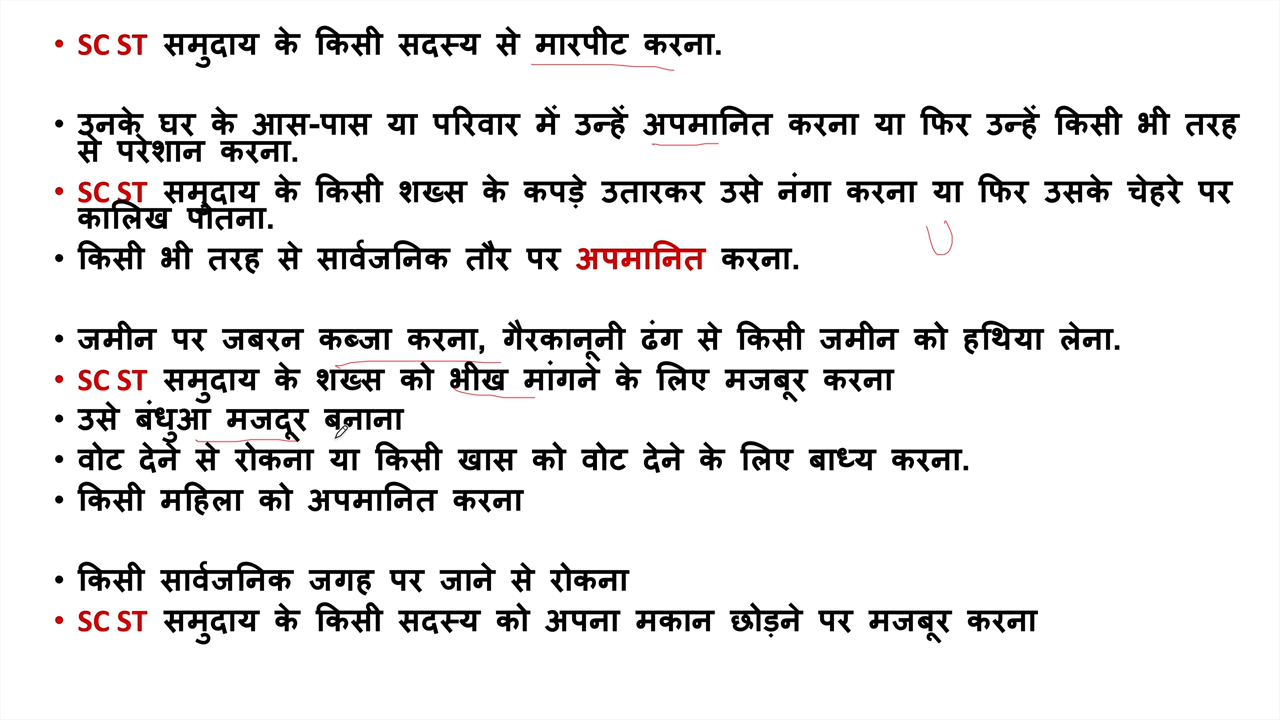 • SC ST समुदाय के किसी सदस्य से मारपीट करना.
• उनके घर के आस-पास या परिवार में उन्हें अपमानित करना या फिर उन्हें किसी भी तरह
से परेशान करना.
• SC ST समुदाय के किसी शख्स के कपड़े उतारकर उसे नंगा करना या फिर उसके चेहरे पर
कालिख पोतना.
• किसी भी तरह से सार्वजनिक तौर पर अपमानित करना.
• जमीन पर जबरन कब्जा करना, गैरकानूनी ढंग से किसी जमीन को हथिया लेना.
• SC ST समुदाय के शख्स को भीख मांगने के लिए मजबूर करना
• उसे बंधुआ मजदूर बनाना
• वोट देने से रोकना या किसी खास को वोट देने के लिए बाध्य करना.
• किसी महिला को अपमानित करना
• किसी सार्वजनिक जगह पर जाने से रोकना
• SC ST समुदाय के किसी सदस्य को अपना मकान छोड़ने पर मजबूर करना